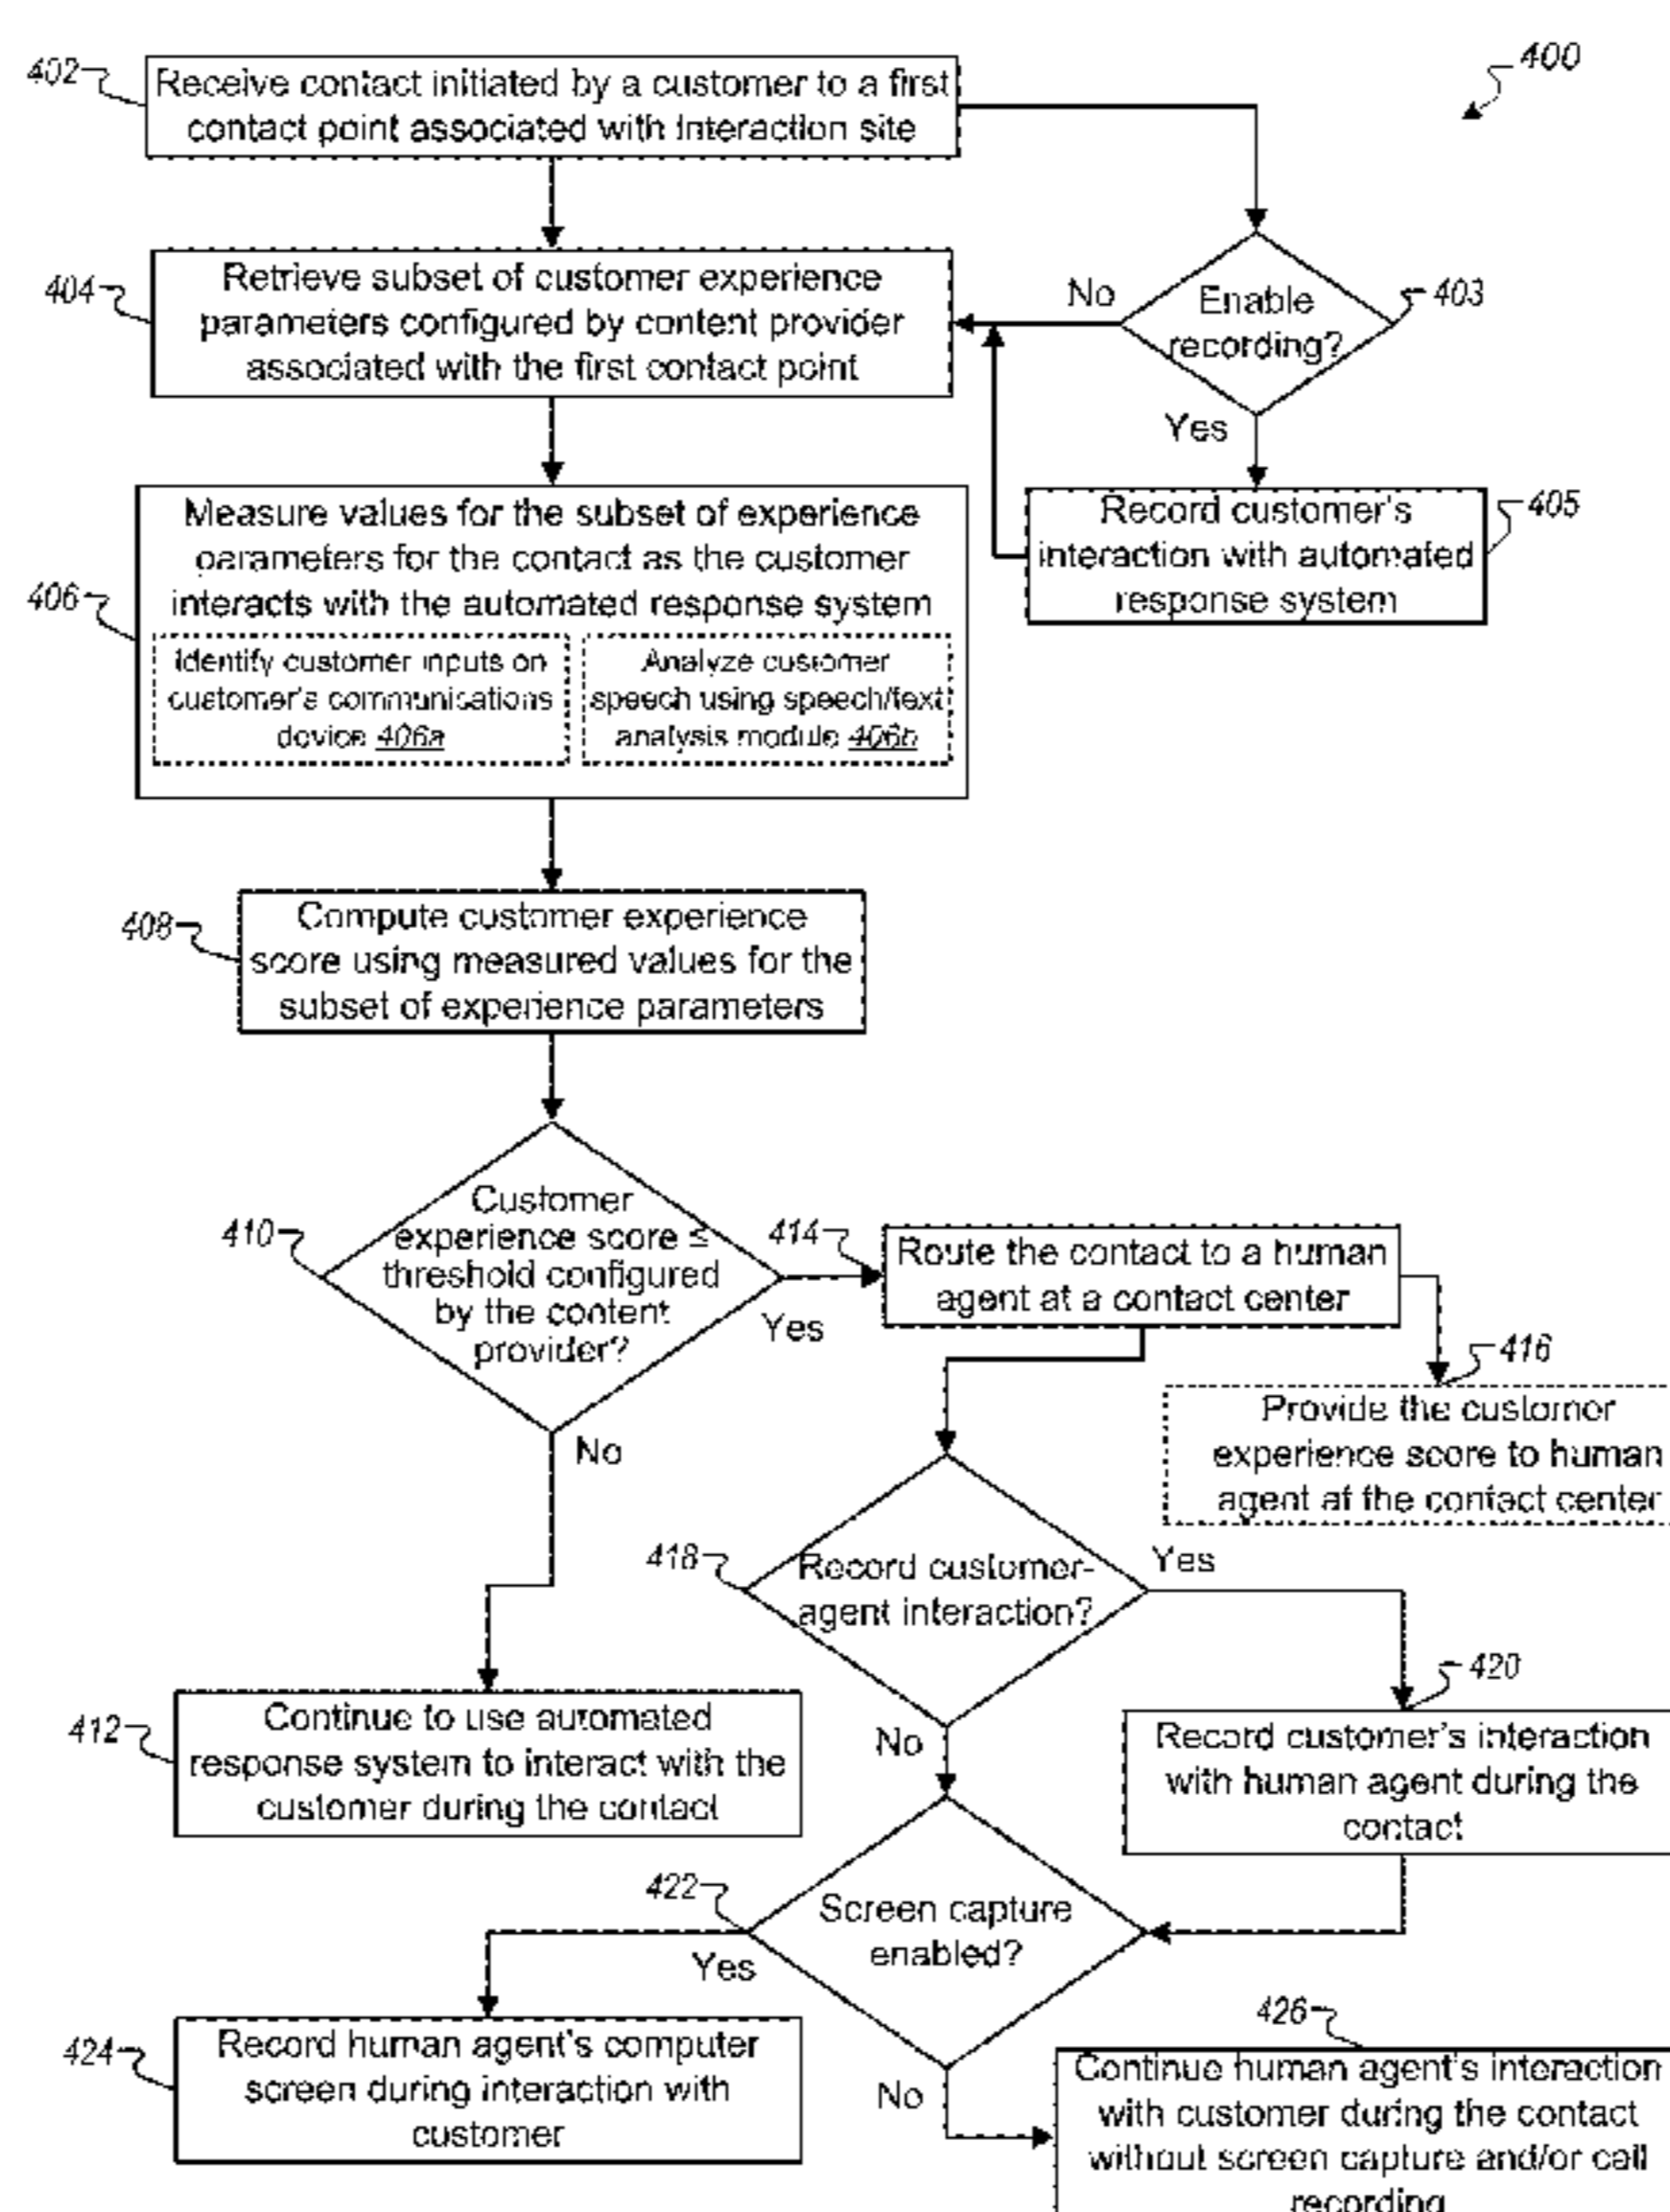 400
402
Receive contact initiated by a customer to a first
contact point associated with interaction site
404
Retrieve subset of customer experience
parameters configured by content provider
associated with the first contact point
No
Enable
recording?
403
Yes
Record customer's
interaction with automated
response system
405
406
Measure values for the subset of experience
parameters for the contact as the customer
interacts with the automated response system
Identify customer inputs on
customer's communications
device 406a
Analyze customer
speech using speech/text
analysis module 406b
408
Compute customer experience
score using measured values for the
subset of experience parameters
410
Customer
experience score ≤
threshold configured
by the content
provider?
Yes
No
414
Route the contact to a human
agent at a contact center
416
Provide the customer
experience score to human
agent at the contact center
418
Record customer-
agent interaction?
Yes
No
420
Record customer's interaction
with human agent during the
contact
412
Continue to use automated
response system to interact with the
customer during the contact
422
Screen capture
enabled?
Yes
No
424
Record human agent's computer
screen during interaction with
customer
426
Continue human agent's interaction
with customer during the contact
without screen capture and/or call
recording